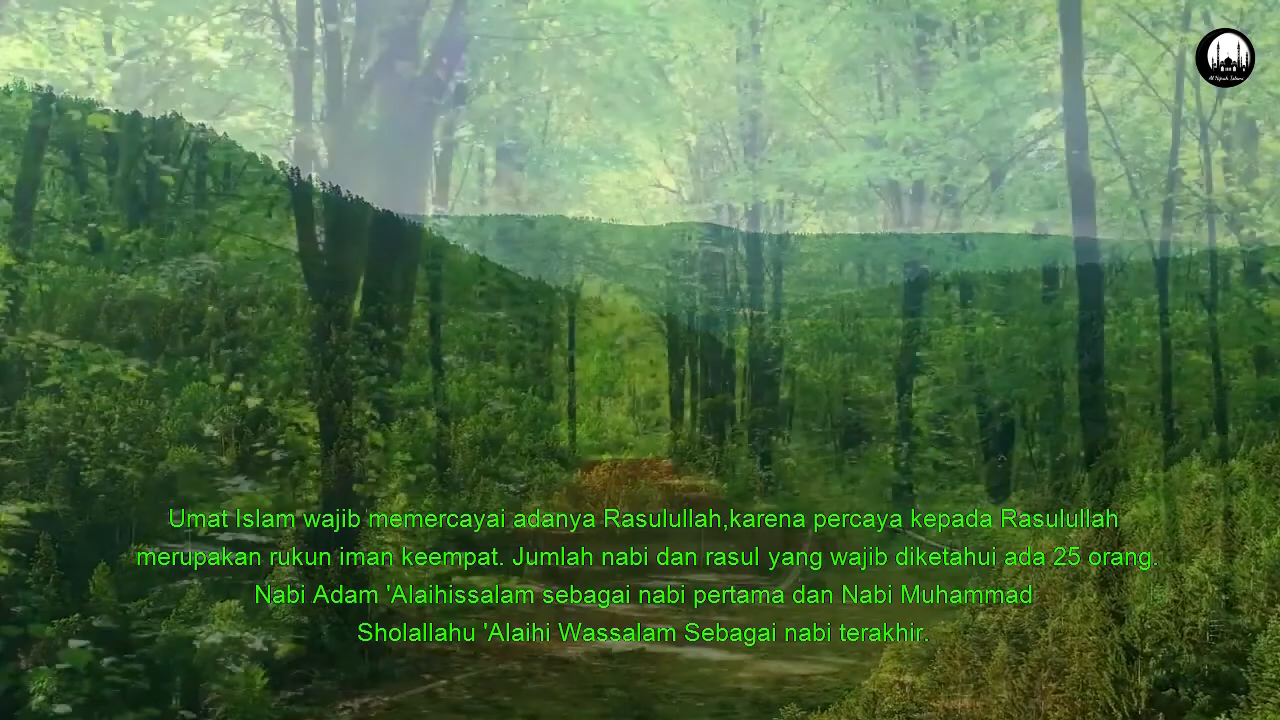 Umat Islam wajib memercayai adanya Rasulullah,karena percaya kepada Rasulullah
merupakan rukun iman keempat. Jumlah nabi dan rasul yang wajib diketahui ada 25 orang.
Nabi Adam 'Alaihissalam sebagai nabi pertama dan Nabi Muhammad
Sholallahu 'Alaihi Wassalam Sebagai nabi terakhir.